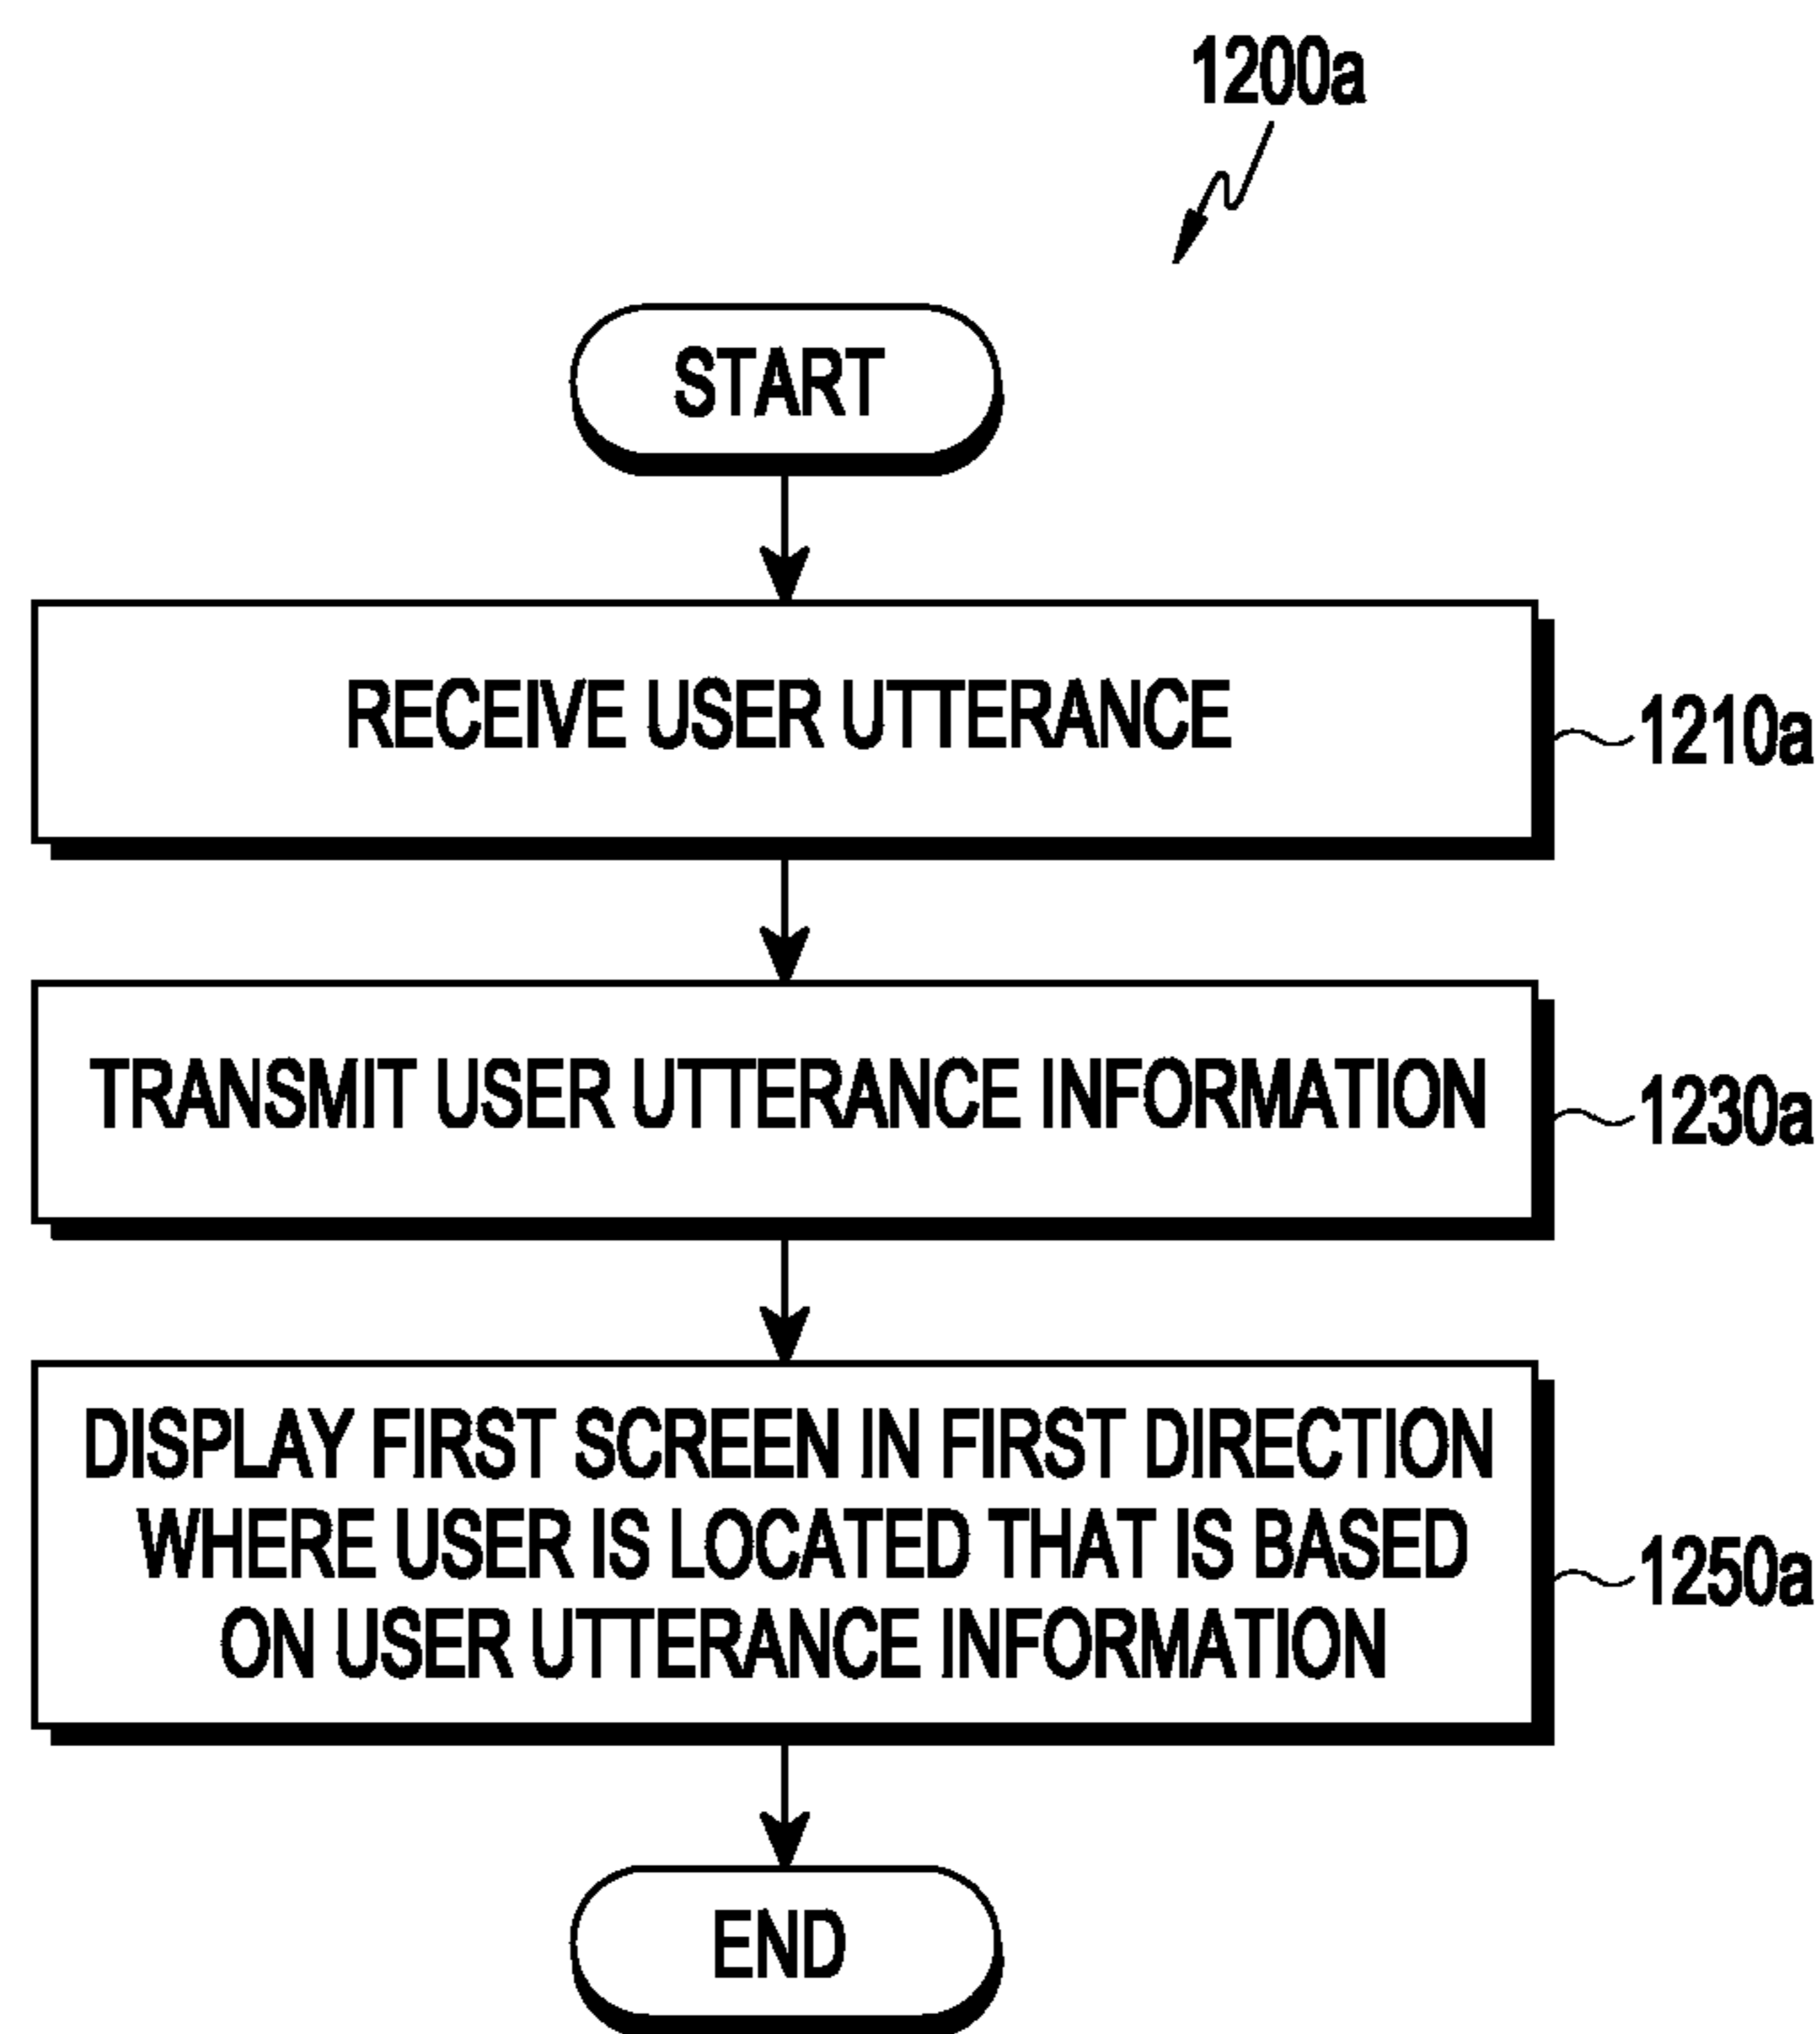 1200a
START
RECEIVE USER UTTERANCE
1210a
TRANSMIT USER UTTERANCE INFORMATION
1230a
DISPLAY FIRST SCREEN IN FIRST DIRECTION
WHERE USER IS LOCATED THAT IS BASED
ON USER UTTERANCE INFORMATION
1250a
END